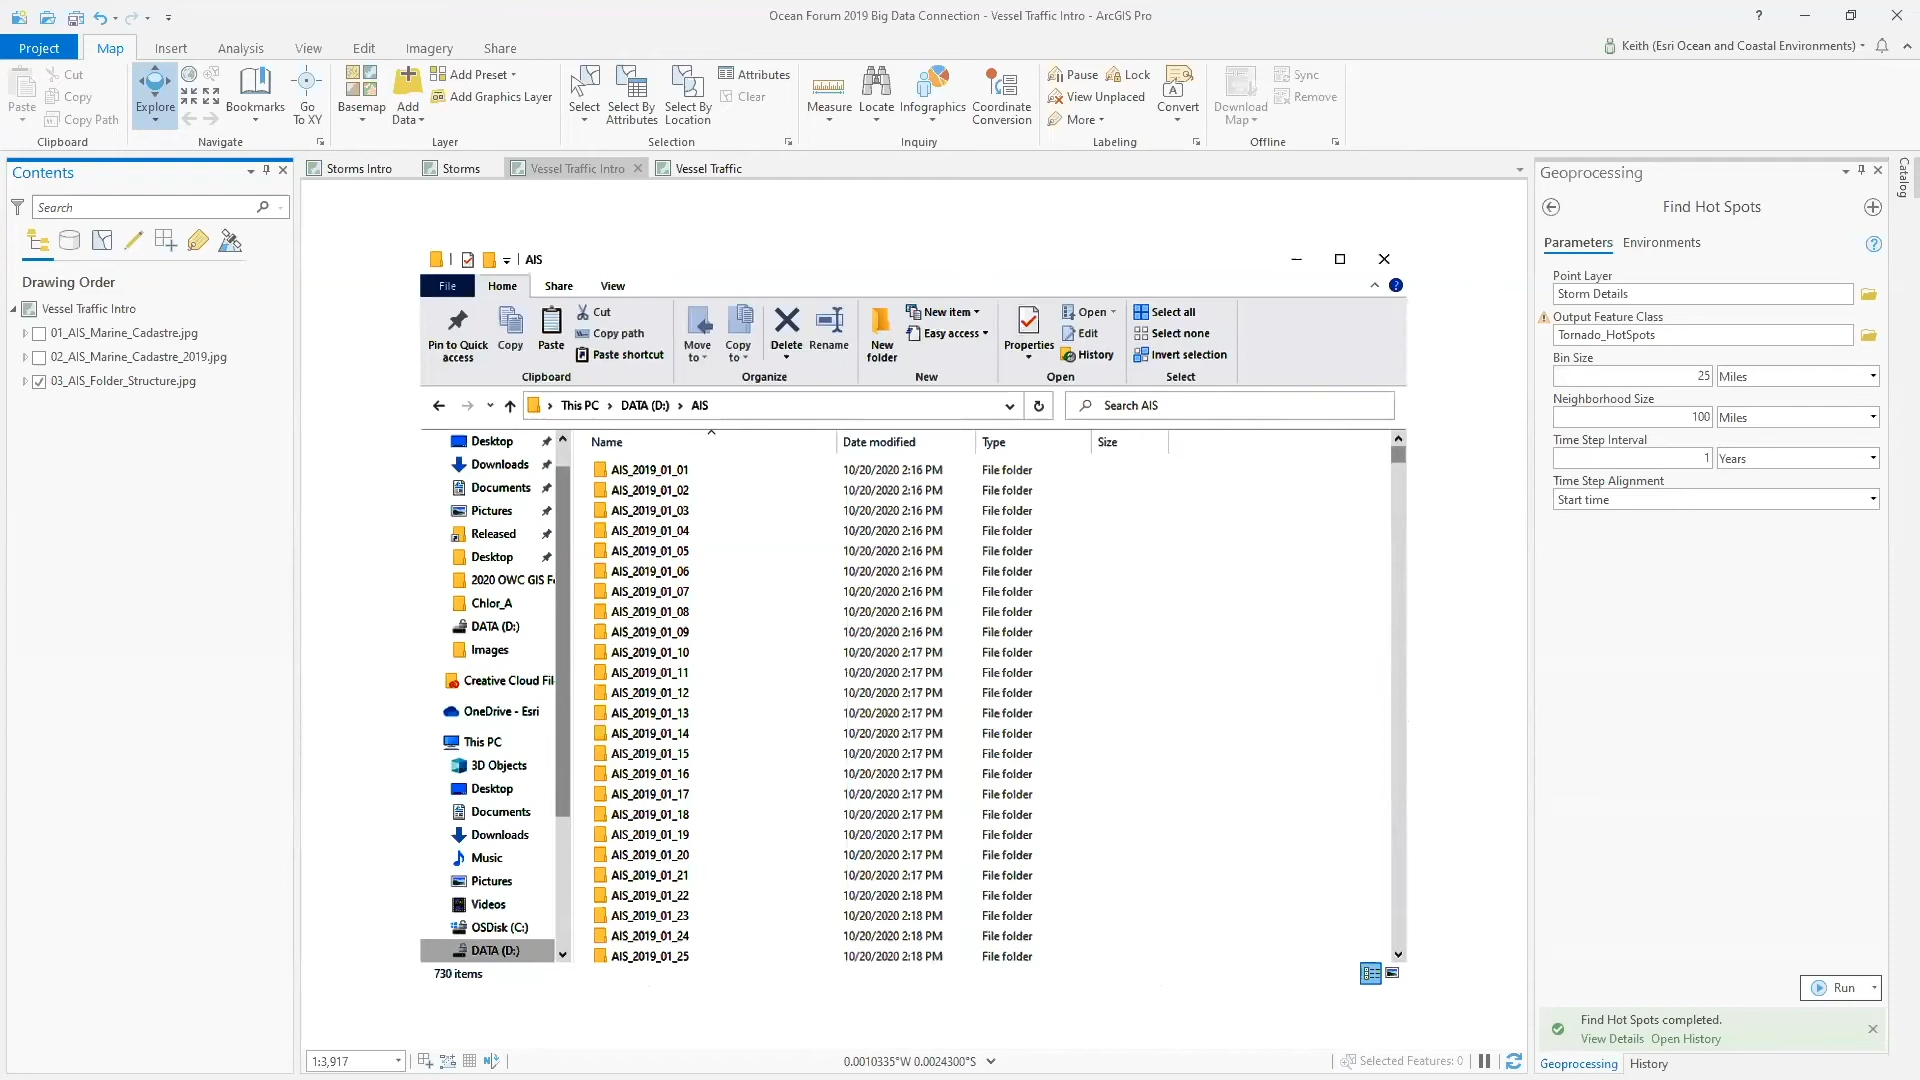 Ocean Forum 2019 Big Data Connection - Vessel Traffic Intro - ArcGIS Pro
?
Project Map Insert Analysis View Edit Imagery Share
Keith (Esri Ocean and Coastal Environments)
Paste Cut Copy Copy Path
Clipboard
Explore Bookmarks Go To XY
Navigate
Basemap Add Data Add Preset Add Graphics Layer
Layer
Select Select By Attributes Select By Location Attributes Clear
Selection
Measure Locate Infographics Coordinate Conversion
Inquiry
Pause Lock View Unplaced More Convert
Labeling
Download Map Sync Remove
Offline
Contents
Search
Drawing Order
Vessel Traffic Intro
01_AIS_Marine_Cadastre.jpg
02_AIS_Marine_Cadastre_2019.jpg
03_AIS_Folder_Structure.jpg
Storms Intro Storms Vessel Traffic Intro Vessel Traffic
AIS
File Home Share View
Pin to Quick access Copy Paste Cut Copy path Paste shortcut
Clipboard
Move to Copy to Delete Rename
Organize
New folder New item Easy access
New
Properties Open Edit History
Open
Select all Select none Invert selection
Select
This PC DATA (D:) AIS
Search AIS
Desktop
Downloads
Documents
Pictures
Released
Desktop
2020 OWC GIS F
Chlor_A
DATA (D:)
Images
Creative Cloud Fil
OneDrive - Esri
This PC
3D Objects
Desktop
Documents
Downloads
Music
Pictures
Videos
OSDisk (C:)
DATA (D:)
730 items
Name Date modified Type Size
AIS_2019_01_01 10/20/2020 2:16 PM File folder
AIS_2019_01_02 10/20/2020 2:16 PM File folder
AIS_2019_01_03 10/20/2020 2:16 PM File folder
AIS_2019_01_04 10/20/2020 2:16 PM File folder
AIS_2019_01_05 10/20/2020 2:16 PM File folder
AIS_2019_01_06 10/20/2020 2:16 PM File folder
AIS_2019_01_07 10/20/2020 2:16 PM File folder
AIS_2019_01_08 10/20/2020 2:16 PM File folder
AIS_2019_01_09 10/20/2020 2:16 PM File folder
AIS_2019_01_10 10/20/2020 2:17 PM File folder
AIS_2019_01_11 10/20/2020 2:17 PM File folder
AIS_2019_01_12 10/20/2020 2:17 PM File folder
AIS_2019_01_13 10/20/2020 2:17 PM File folder
AIS_2019_01_14 10/20/2020 2:17 PM File folder
AIS_2019_01_15 10/20/2020 2:17 PM File folder
AIS_2019_01_16 10/20/2020 2:17 PM File folder
AIS_2019_01_17 10/20/2020 2:17 PM File folder
AIS_2019_01_18 10/20/2020 2:17 PM File folder
AIS_2019_01_19 10/20/2020 2:17 PM File folder
AIS_2019_01_20 10/20/2020 2:17 PM File folder
AIS_2019_01_21 10/20/2020 2:17 PM File folder
AIS_2019_01_22 10/20/2020 2:18 PM File folder
AIS_2019_01_23 10/20/2020 2:18 PM File folder
AIS_2019_01_24 10/20/2020 2:18 PM File folder
AIS_2019_01_25 10/20/2020 2:18 PM File folder
1:3,917
0.0010335°W 0.0024300°S
Selected Features: 0
Geoprocessing
Find Hot Spots
Parameters Environments
Point Layer
Storm Details
Output Feature Class
Tornado_HotSpots
Bin Size
25 Miles
Neighborhood Size
100 Miles
Time Step Interval
1 Years
Time Step Alignment
Start time
Run
Find Hot Spots completed.
View Details Open History
Geoprocessing History
Catalog